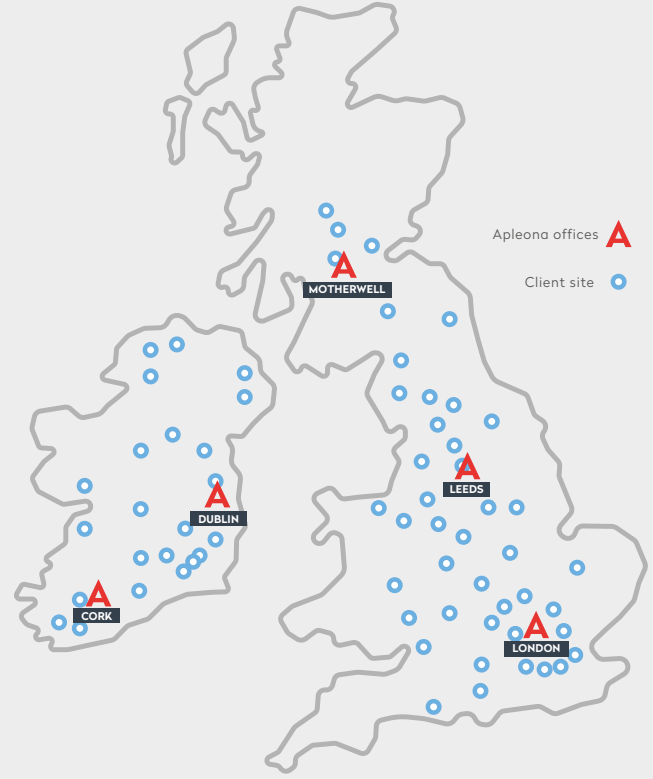 Apleona offices
Client site
MOTHERWELL
LEEDS
DUBLIN
CORK
LONDON